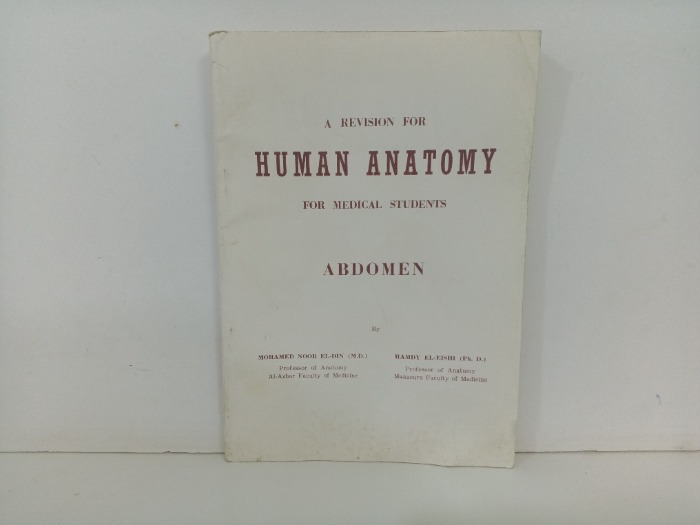 A REVISION FOR
HUMAN ANATOMY
FOR MEDICAL STUDENTS
ABDOMEN
By
MOHAMED NOOR EL-DIN (M.D.)
Professor of Anatomy
Al-Azhar Faculty of Medicine
HAMDY EL-EISHI (Ph. D.)
Professor of Anatomy
Mansoura Faculty of Medicine